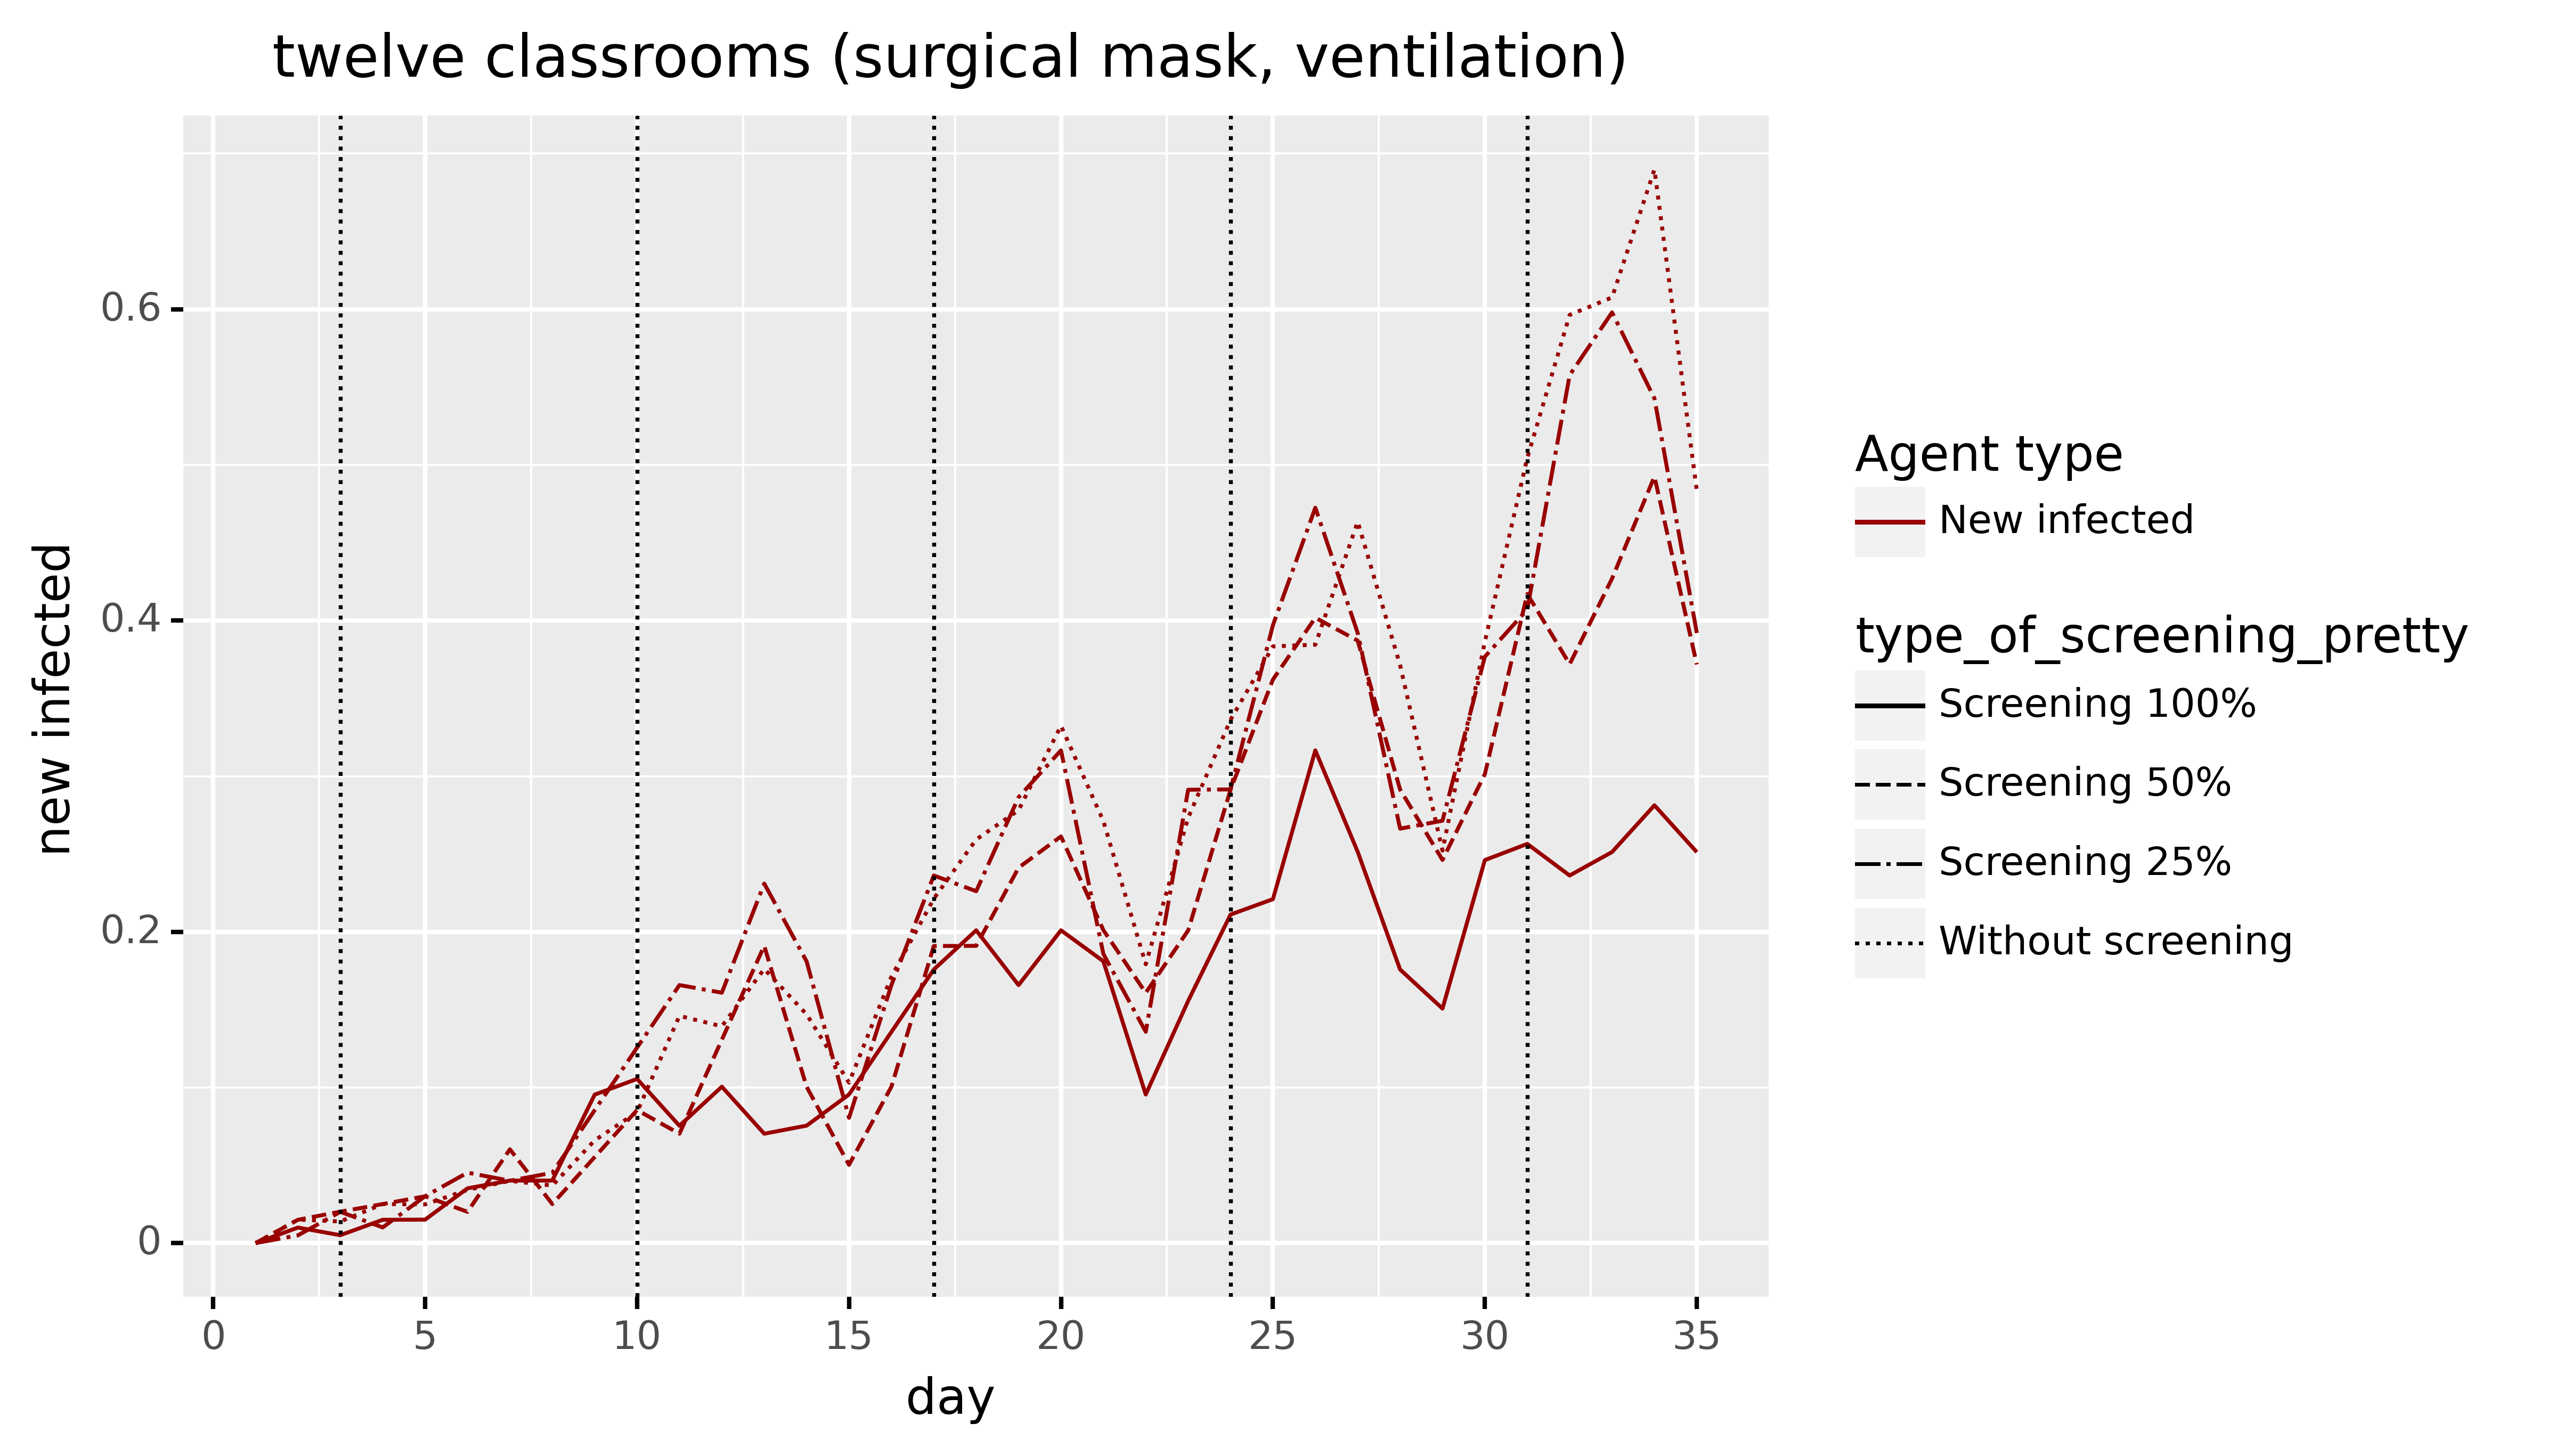 twelve classrooms (surgical mask, ventilation)
new infected
0.6
0.4
0.2
0
0 5 10 15 20 25 30 35
day
Agent type
New infected
type_of_screening_pretty
Screening 100%
Screening 50%
Screening 25%
Without screening